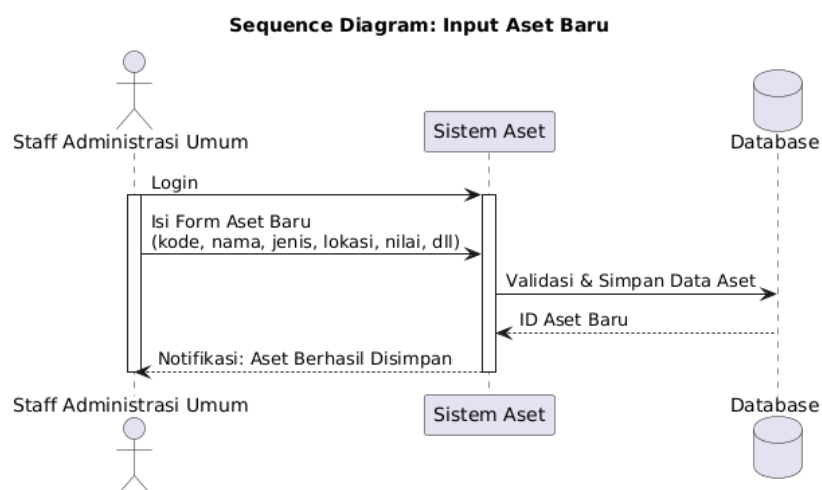 Sequence Diagram: Input Aset Baru
Staff Administrasi Umum
Sistem Aset
Database
Login
Isi Form Aset Baru
(kode, nama, jenis, lokasi, nilai, dll)
Validasi & Simpan Data Aset
ID Aset Baru
Notifikasi: Aset Berhasil Disimpan
Staff Administrasi Umum
Sistem Aset
Database